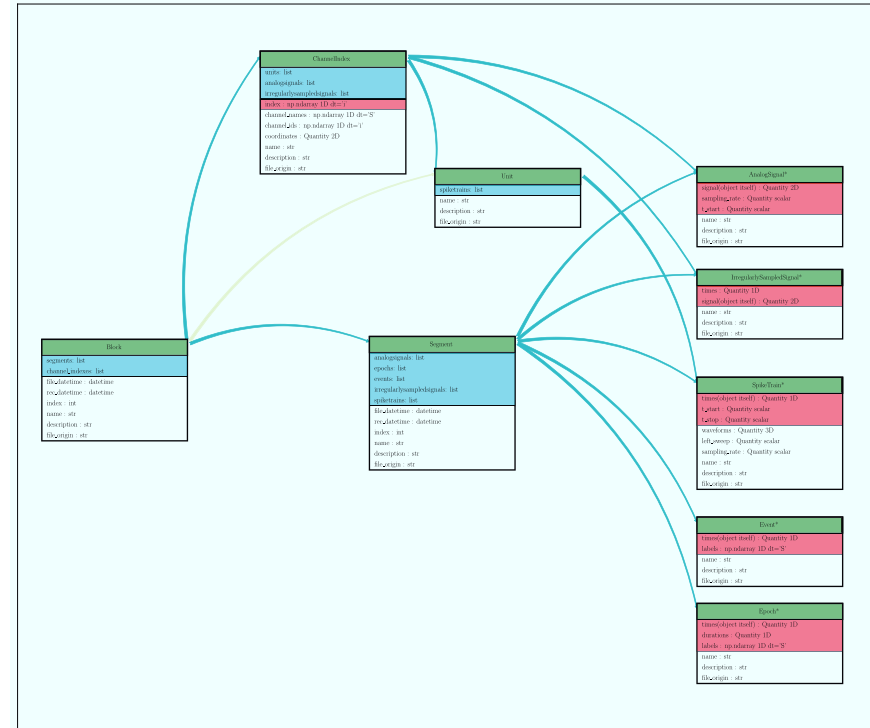 ChannelIndex
units: list
analogsignals: list
irregularlysampledsignals: list
index : np.ndarray 1D dt='i'
channel_names : np.ndarray 1D dt='S'
channel_ids : np.ndarray 1D dt='i'
coordinates : Quantity 2D
name : str
description : str
file_origin : str
Unit
spiketrains: list
name : str
description : str
file_origin : str
AnalogSignal*
signal(object itself) : Quantity 2D
sampling_rate : Quantity scalar
t_start : Quantity scalar
name : str
description : str
file_origin : str
IrregularlySampledSignal*
times : Quantity 1D
signal(object itself) : Quantity 2D
name : str
description : str
file_origin : str
Block
segments: list
channel_indexes: list
file_datetime : datetime
rec_datetime : datetime
index : int
name : str
description : str
file_origin : str
Segment
analogsignals: list
epochs: list
events: list
irregularlysampledsignals: list
spiketrains: list
file_datetime : datetime
rec_datetime : datetime
index : int
name : str
description : str
file_origin : str
SpikeTrain*
times(object itself) : Quantity 1D
t_start : Quantity scalar
t_stop : Quantity scalar
waveforms : Quantity 3D
left_sweep : Quantity scalar
sampling_rate : Quantity scalar
name : str
description : str
file_origin : str
Event*
times(object itself) : Quantity 1D
labels : np.ndarray 1D dt='S'
name : str
description : str
file_origin : str
Epoch*
times(object itself) : Quantity 1D
durations : Quantity 1D
labels : np.ndarray 1D dt='S'
name : str
description : str
file_origin : str